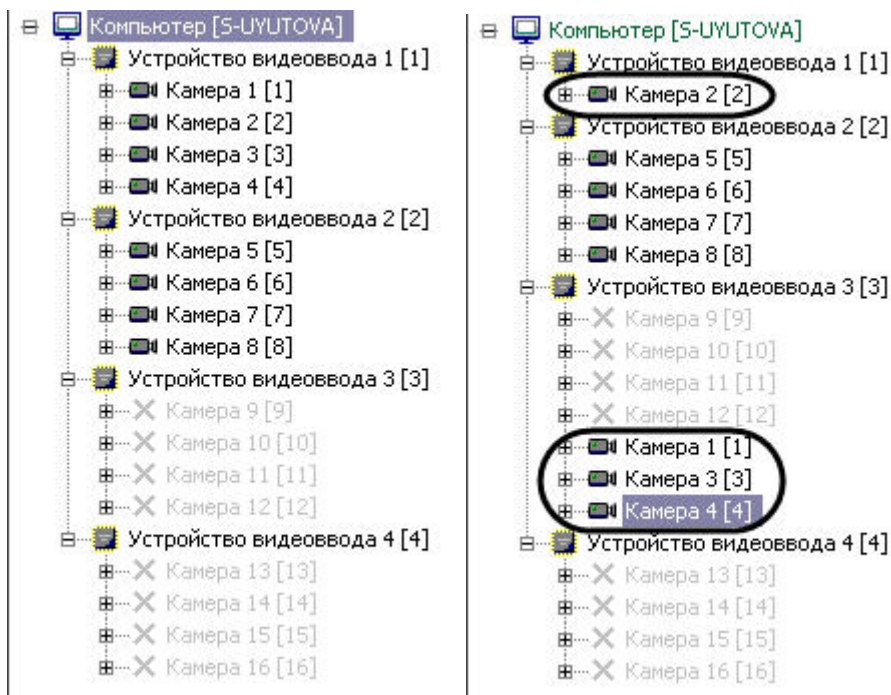 Компьютер [S-UYUTOVA]
Устройство видеоввода 1 [1]
Камера 1 [1]
Камера 2 [2]
Камера 3 [3]
Камера 4 [4]
Устройство видеоввода 2 [2]
Камера 5 [5]
Камера 6 [6]
Камера 7 [7]
Камера 8 [8]
Устройство видеоввода 3 [3]
Камера 9 [9]
Камера 10 [10]
Камера 11 [11]
Камера 12 [12]
Устройство видеоввода 4 [4]
Камера 13 [13]
Камера 14 [14]
Камера 15 [15]
Камера 16 [16]
Компьютер [S-UYUTOVA]
Устройство видеоввода 1 [1]
Камера 2 [2]
Устройство видеоввода 2 [2]
Камера 5 [5]
Камера 6 [6]
Камера 7 [7]
Камера 8 [8]
Устройство видеоввода 3 [3]
Камера 9 [9]
Камера 10 [10]
Камера 11 [11]
Камера 12 [12]
Камера 1 [1]
Камера 3 [3]
Камера 4 [4]
Устройство видеоввода 4 [4]
Камера 13 [13]
Камера 14 [14]
Камера 15 [15]
Камера 16 [16]